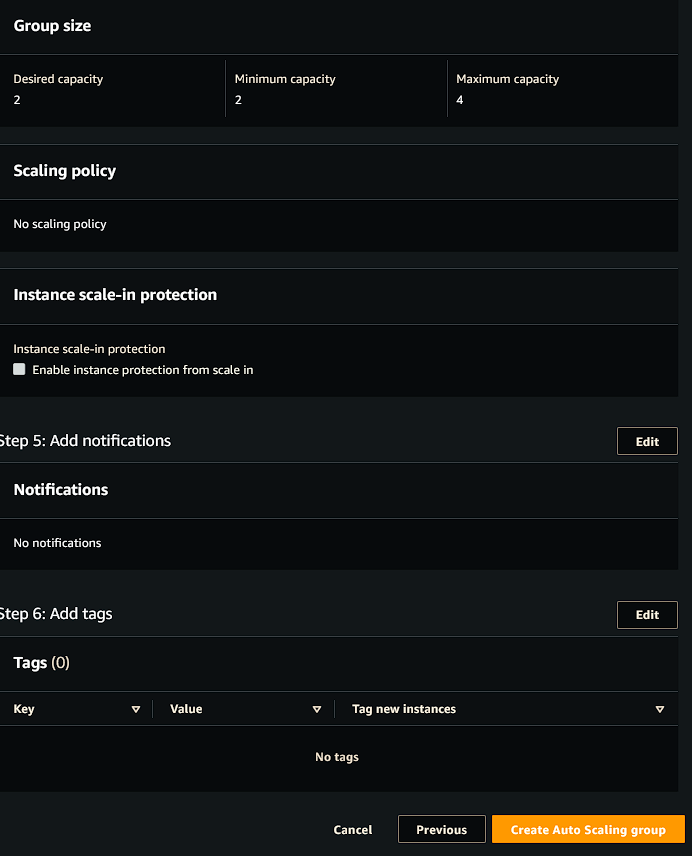 Group size
Desired capacity Minimum capacity Maximum capacity
2 2 4
Scaling policy
No scaling policy
Instance scale-in protection
Instance scale-in protection
Enable instance protection from scale in
Step 5: Add notifications Edit
Notifications
No notifications
Step 6: Add tags Edit
Tags (0)
Key Value Tag new instances
No tags
Cancel Previous Create Auto Scaling group